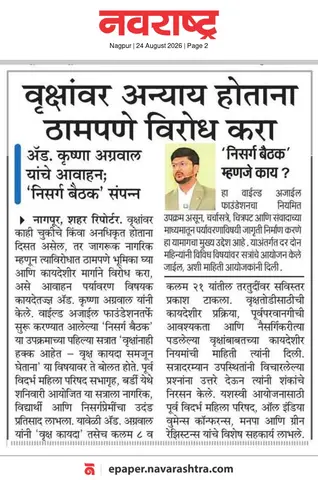 नवराष्ट्र
Nagpur | 24 August 2026 | Page 2
वृक्षांवर अन्याय होताना
ठामपणे विरोध करा
ॲड. कृष्णा अग्रवाल
यांचे आवाहन;
'निसर्ग बैठक' संपन्न
▶ नागपूर, शहर रिपोर्टर. वृक्षांवर
काही चुकीचे किंवा अनधिकृत होताना
दिसत असेल, तर जागरूक नागरिक
म्हणून त्याविरोधात ठामपणे भूमिका घ्या
आणि कायदेशीर मार्गाने विरोध करा,
असे आवाहन पर्यावरण विषयक
कायदेतज्ज्ञ ॲड. कृष्णा अग्रवाल यांनी
केले. वाईल्ड अजाईल फाउंडेशनतर्फे
सुरू करण्यात आलेल्या 'निसर्ग बैठक'
या उपक्रमाच्या पहिल्या सत्रात 'वृक्षांनाही
हक्क आहेत – वृक्ष कायदा समजून
घेताना' या विषयावर ते बोलत होते. पूर्व
विदर्भ महिला परिषद सभागृह, बर्डी येथे
शनिवारी आयोजित या सत्राला नागरिक,
विद्यार्थी आणि निसर्गप्रेमींचा उदंड
प्रतिसाद लाभला. यावेळी ॲड. अग्रवाल
यांनी 'वृक्ष कायदा' तसेच कलम ८ व
'निसर्ग बैठक'
म्हणजे काय ?
हा वाईल्ड अजाईल
फाउंडेशनचा नियमित
उपक्रम असून, चर्चासत्रे, चित्रपट आणि संवादाच्या
माध्यमातून पर्यावरणाविषयी जागृती निर्माण करणे
हा यामागचा मुख्य उद्देश आहे . याअंतर्गत दर दोन
महिन्यांनी विविध विषयांवर सत्रांचे आयोजन केले
जाईल, अशी माहिती आयोजकांनी दिली.
कलम २१ यांतील तरतुदींवर सविस्तर
प्रकाश टाकला. वृक्षतोडीसाठीची
कायदेशीर प्रक्रिया, पूर्वपरवानगीची
आवश्यकता आणि नैसर्गिकरीत्या
पडलेल्या वृक्षांबाबतच्या कायदेशीर
नियमांची माहिती त्यांनी दिली.
सत्रादरम्यान उपस्थितांनी विचारलेल्या
प्रश्नांना उत्तरे देऊन त्यांनी शंकांचे
निरसन केले. यशस्वी आयोजनासाठी
पूर्व विदर्भ महिला परिषद, ऑल इंडिया
वुमेन्स कॉन्फरन्स, मनपा आणि ग्रीन
रेझिस्टन्स यांचे विशेष सहकार्य लाभले.
epaper.navarashtra.com